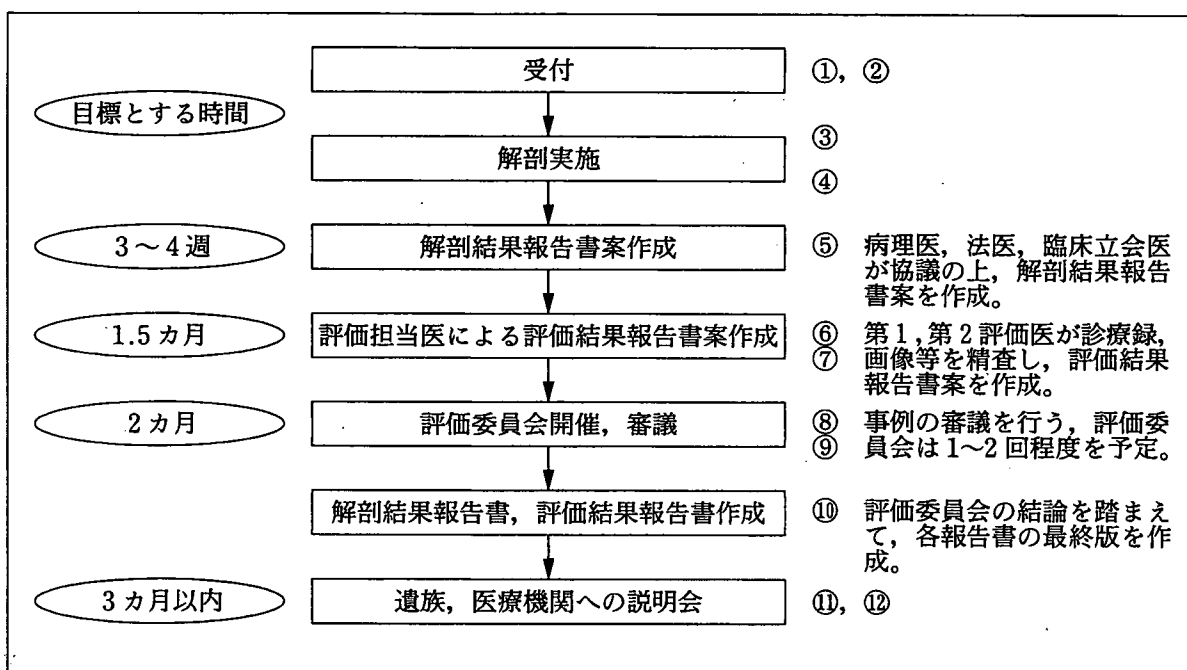 受付
①，②
目標とする時間
解剖実施
③
④
3～4週
解剖結果報告書案作成
⑤ 病理医，法医，臨床立会医
が協議の上，解剖結果報告
書案を作成。
1.5カ月
評価担当医による評価結果報告書案作成
⑥ 第1，第2評価医が診療録，
⑦ 画像等を精査し，評価結果
報告書案を作成。
2カ月
評価委員会開催，審議
⑧ 事例の審議を行う，評価委
⑨ 員会は1～2回程度を予定。
解剖結果報告書，評価結果報告書作成
⑩ 評価委員会の結論を踏まえ
て，各報告書の最終版を作
成。
3カ月以内
遺族，医療機関への説明会
⑪，⑫